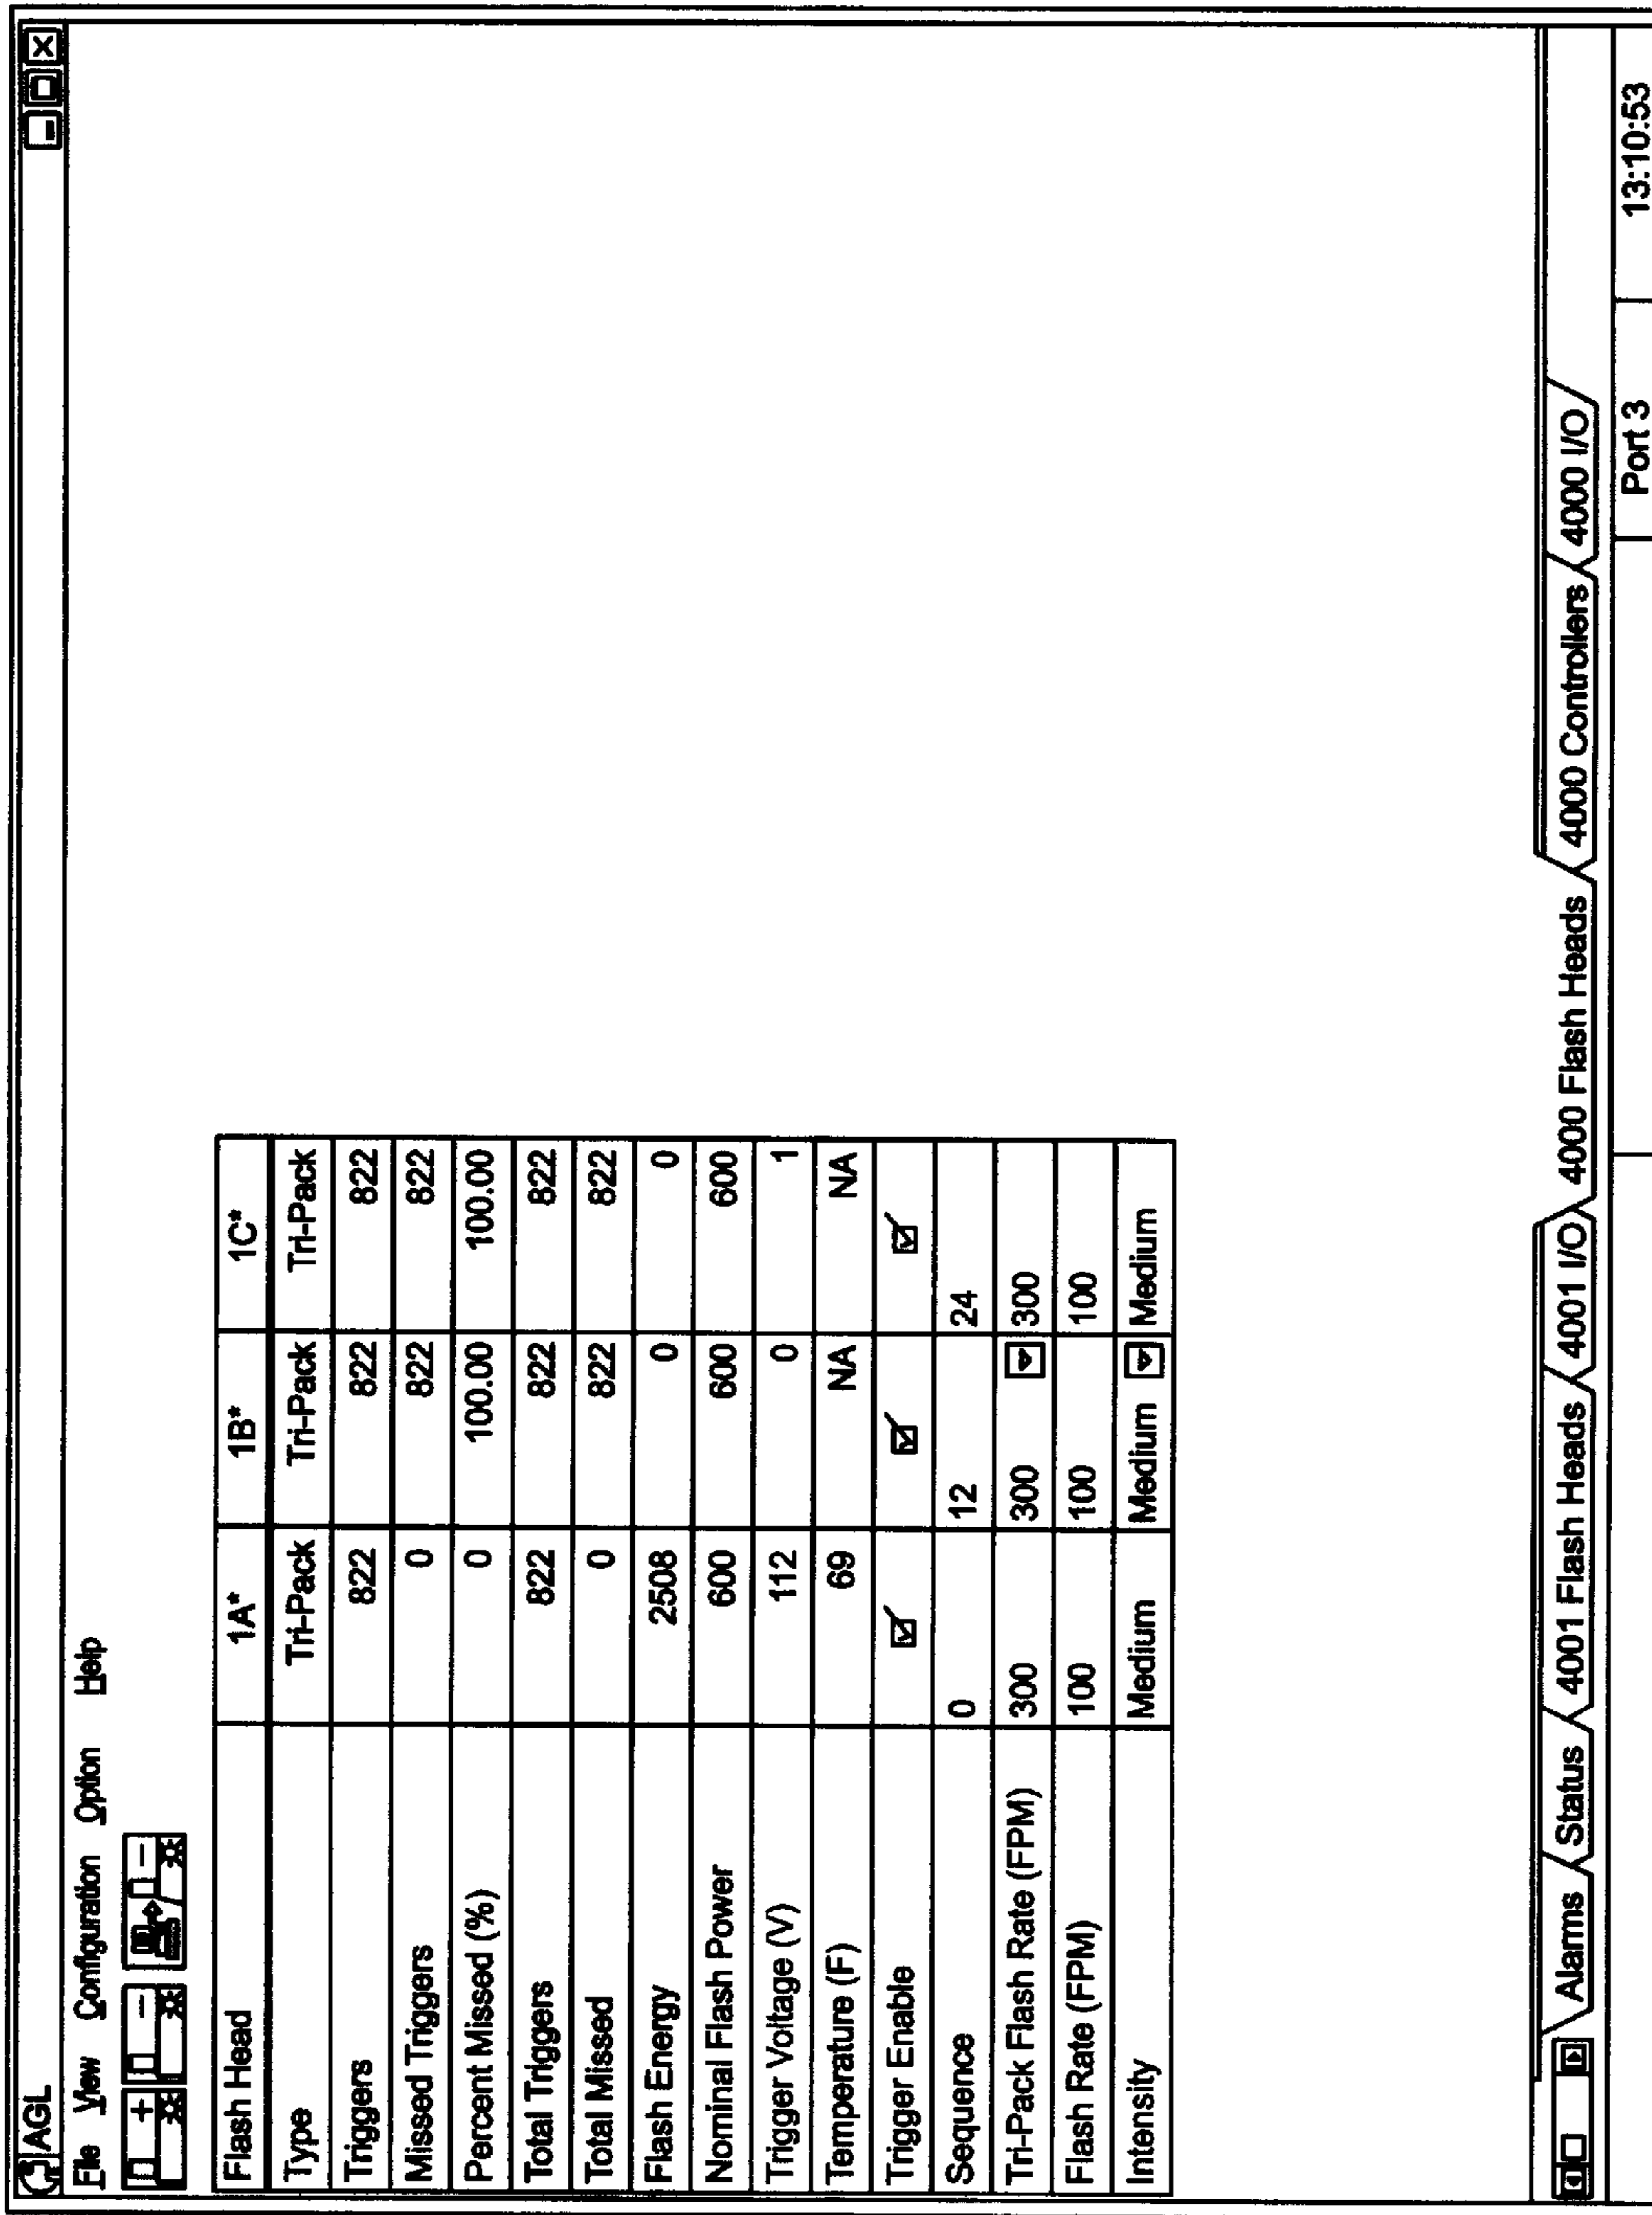 AGL
File View Configuration Option Help
Flash Head 1A* 1B* 1C*
Type Tri-Pack Tri-Pack Tri-Pack
Triggers 822 822 822
Missed Triggers 0 822 822
Percent Missed (%) 0 100.00 100.00
Total Triggers 822 822 822
Total Missed 0 822 822
Flash Energy 2508 0 0
Nominal Flash Power 600 600 600
Trigger Voltage (V) 112 0 1
Temperature (F) 69 NA NA
Trigger Enable
Sequence 0 12 24
Tri-Pack Flash Rate (FPM) 300 300 300
Flash Rate (FPM) 100 100 100
Intensity Medium Medium Medium
Alarms Status 4001 Flash Heads 4001 I/O 4000 Flash Heads 4000 Controllers 4000 I/O
Port 3 13:10:53